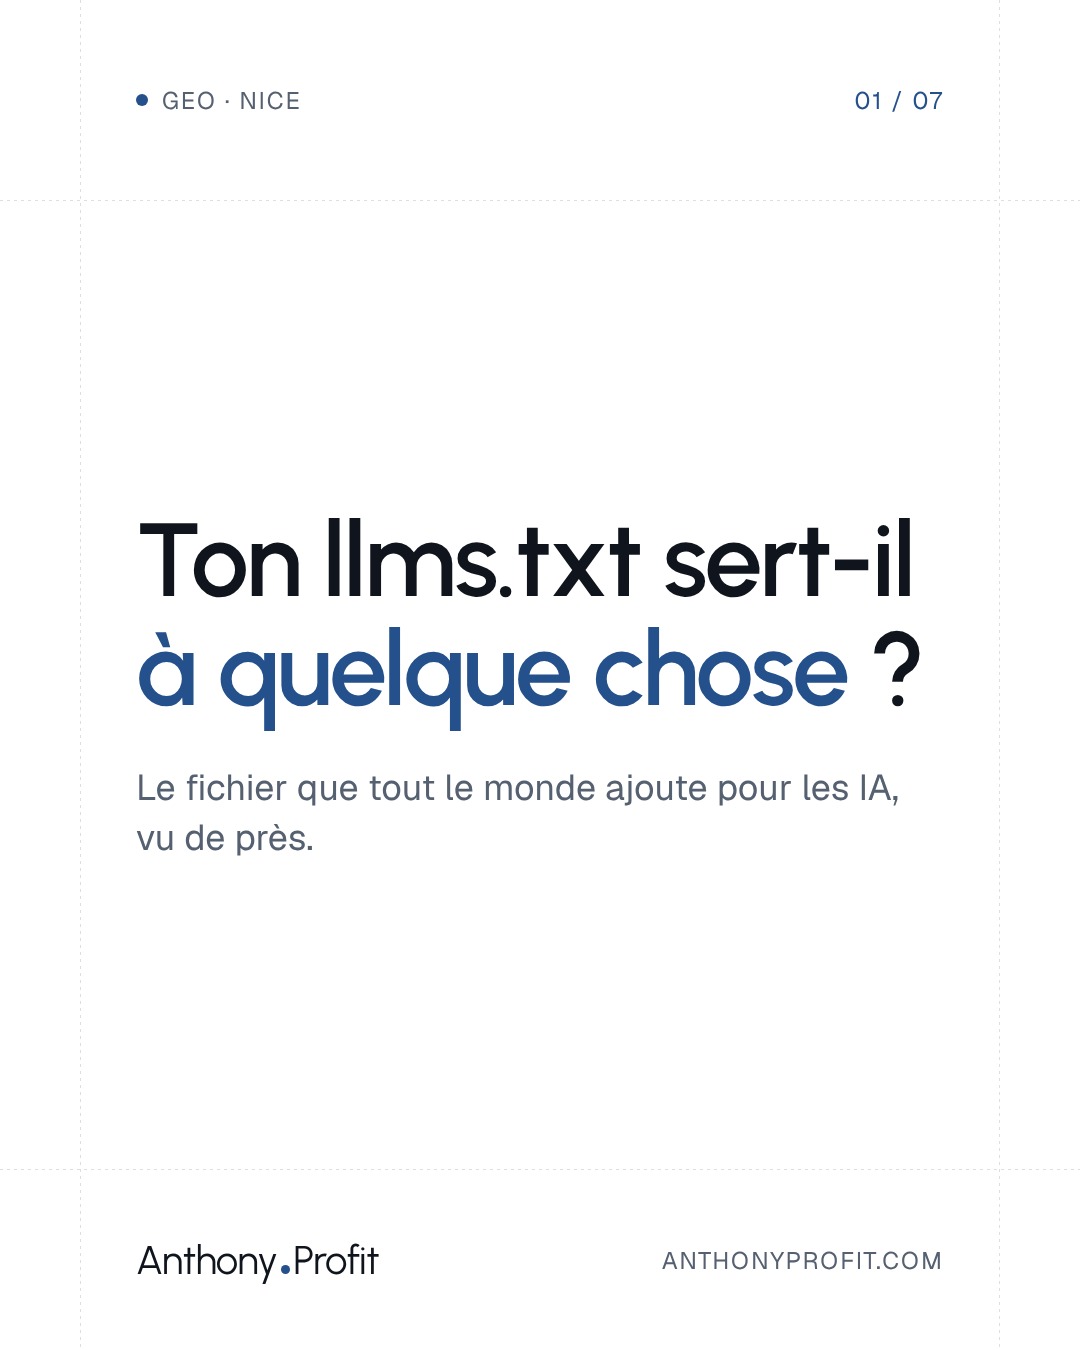 GEO · NICE
01 / 07
Ton llms.txt sert-il
à quelque chose ?
Le fichier que tout le monde ajoute pour les IA,
vu de près.
Anthony.Profit
ANTHONYPROFIT.COM